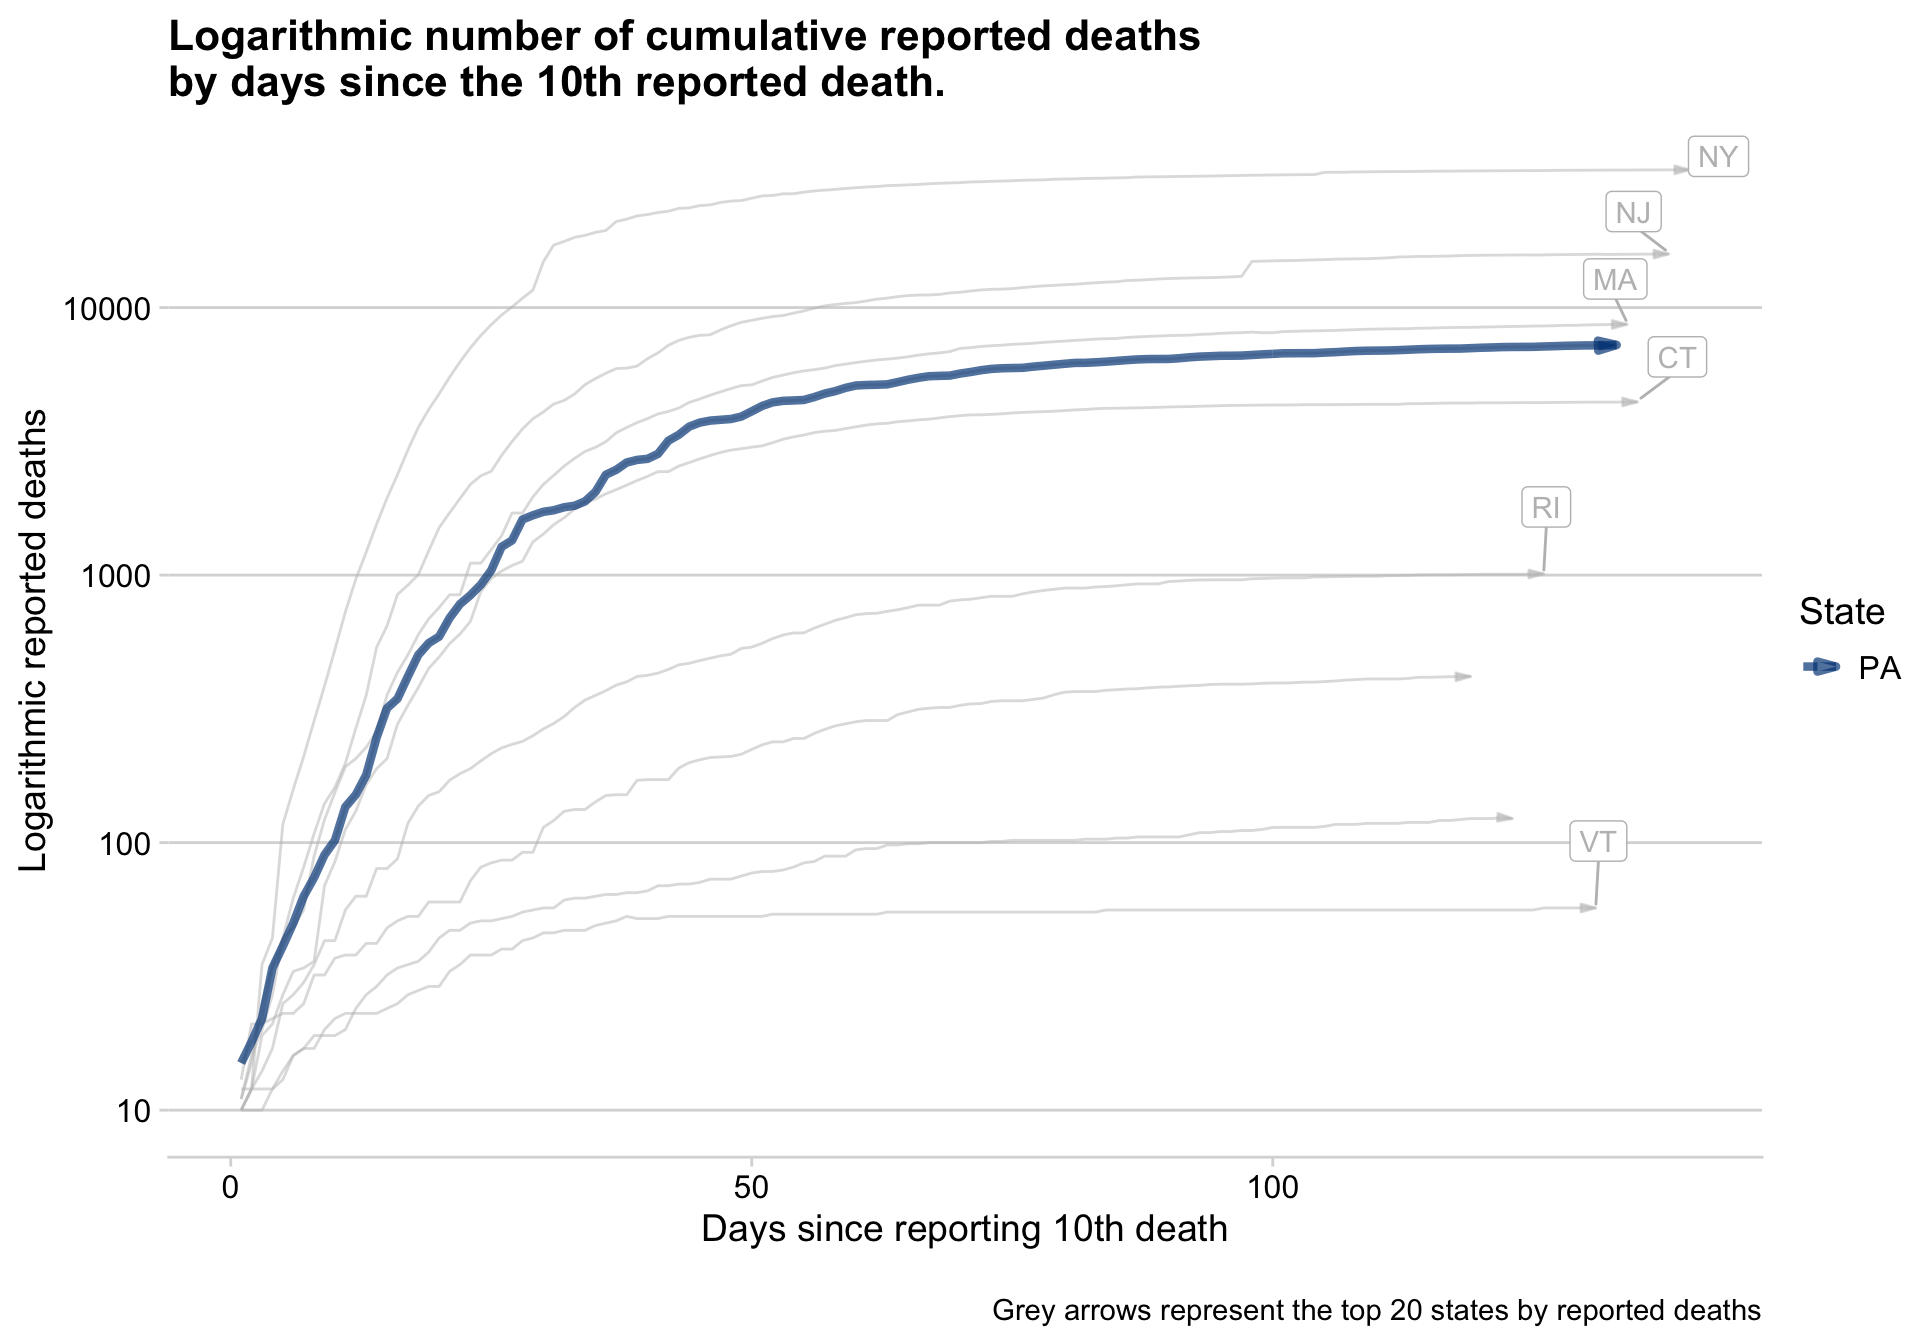 Logarithmic number of cumulative reported deaths
by days since the 10th reported death.
NY
NJ
MA
CT
RI
VT
10000
1000
100
10
Logarithmic reported deaths
0
50
100
Days since reporting 10th death
State
PA
Grey arrows represent the top 20 states by reported deaths